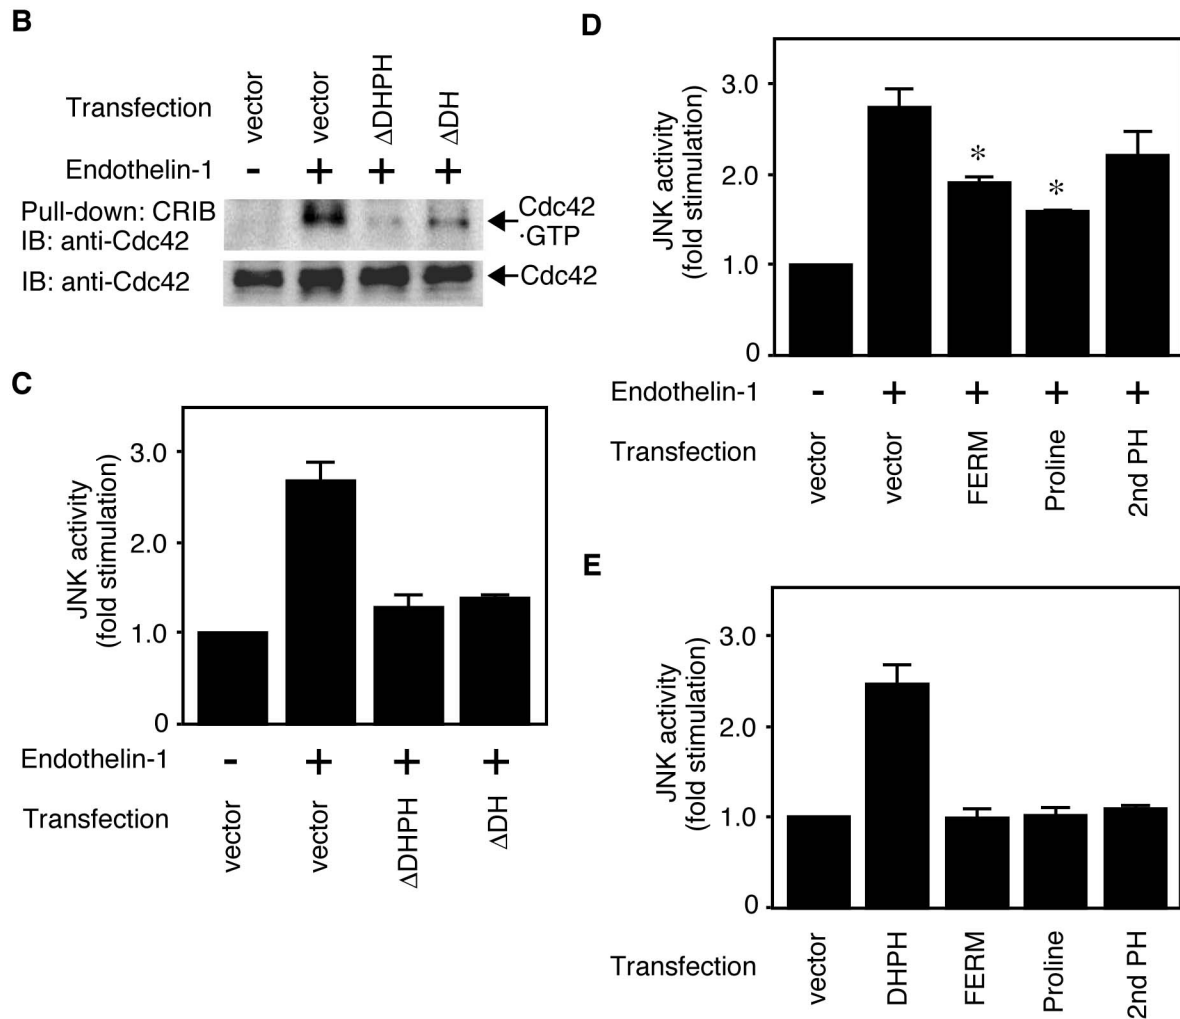 B
Transfection
vector
vector
ΔDHPH
ΔDH
Endothelin-1 - + + +
Pull-down: CRIB
IB: anti-Cdc42
Cdc42
·GTP
IB: anti-Cdc42
Cdc42
C
JNK activity
(fold stimulation)
3.0
2.0
1.0
0
Endothelin-1 - + + +
Transfection
vector
vector
ΔDHPH
ΔDH
D
JNK activity
(fold stimulation)
3.0
2.0
1.0
0
*
*
Endothelin-1 - + + + +
Transfection
vector
vector
FERM
Proline
2nd PH
E
JNK activity
(fold stimulation)
3.0
2.0
1.0
0
Transfection
vector
DHPH
FERM
Proline
2nd PH